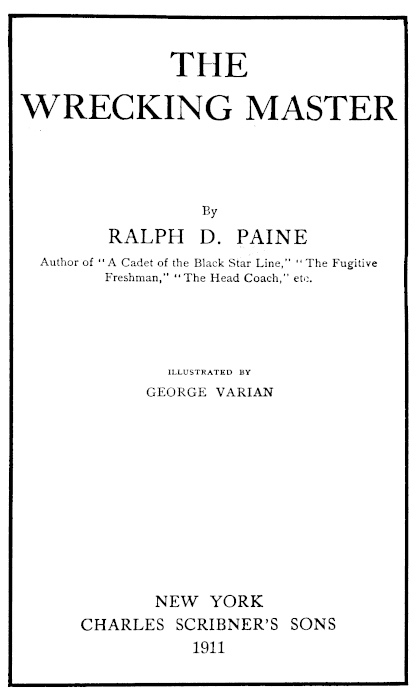 THE
WRECKING MASTER
By
RALPH D. PAINE
Author of "A Cadet of the Black Star Line," "The Fugitive
Freshman," "The Head Coach," etc.
ILLUSTRATED BY
GEORGE VARIAN
NEW YORK
CHARLES SCRIBNER'S SONS
1911